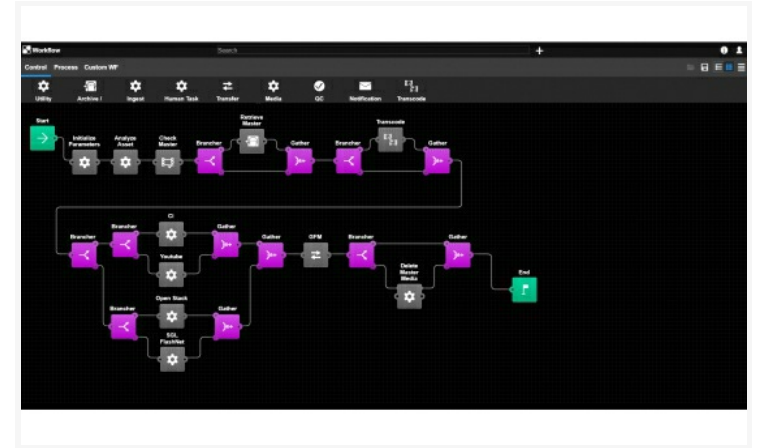 Workflow
Search
+
Control Process Custom WF
Utility
Archive /
Ingest
Human Task
Transfer
Media
QC
Notification
Transcode
Start
Initialize
Parameters
Analyze
Asset
Check
Master
Brancher
Retrieve
Master
Gather
Brancher
Transcode
Gather
Brancher
Brancher
CI
Youtube
Gather
Gather
GPM
Brancher
Delete
Master
Media
Gather
End
Brancher
Open Stack
SGL
FlashNet
Gather